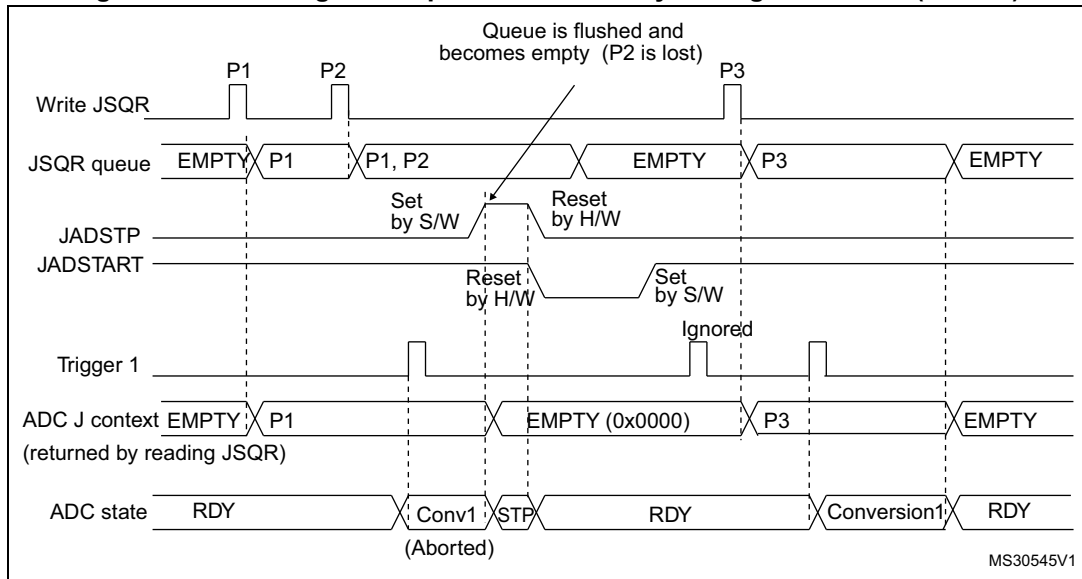 Queue is flushed and
becomes empty (P2 is lost)
P1
P2
P3
Write JSQR
JSQR queue
EMPTY
P1
P1, P2
EMPTY
P3
EMPTY
Set
by S/W
Reset
by H/W
JADSTP
JADSTART
Reset
by H/W
Set
by S/W
Ignored
Trigger 1
ADC J context
(returned by reading JSQR)
EMPTY
P1
EMPTY (0x0000)
P3
EMPTY
ADC state
RDY
Conv1
STP
RDY
Conversion1
RDY
(Aborted)
MS30545V1